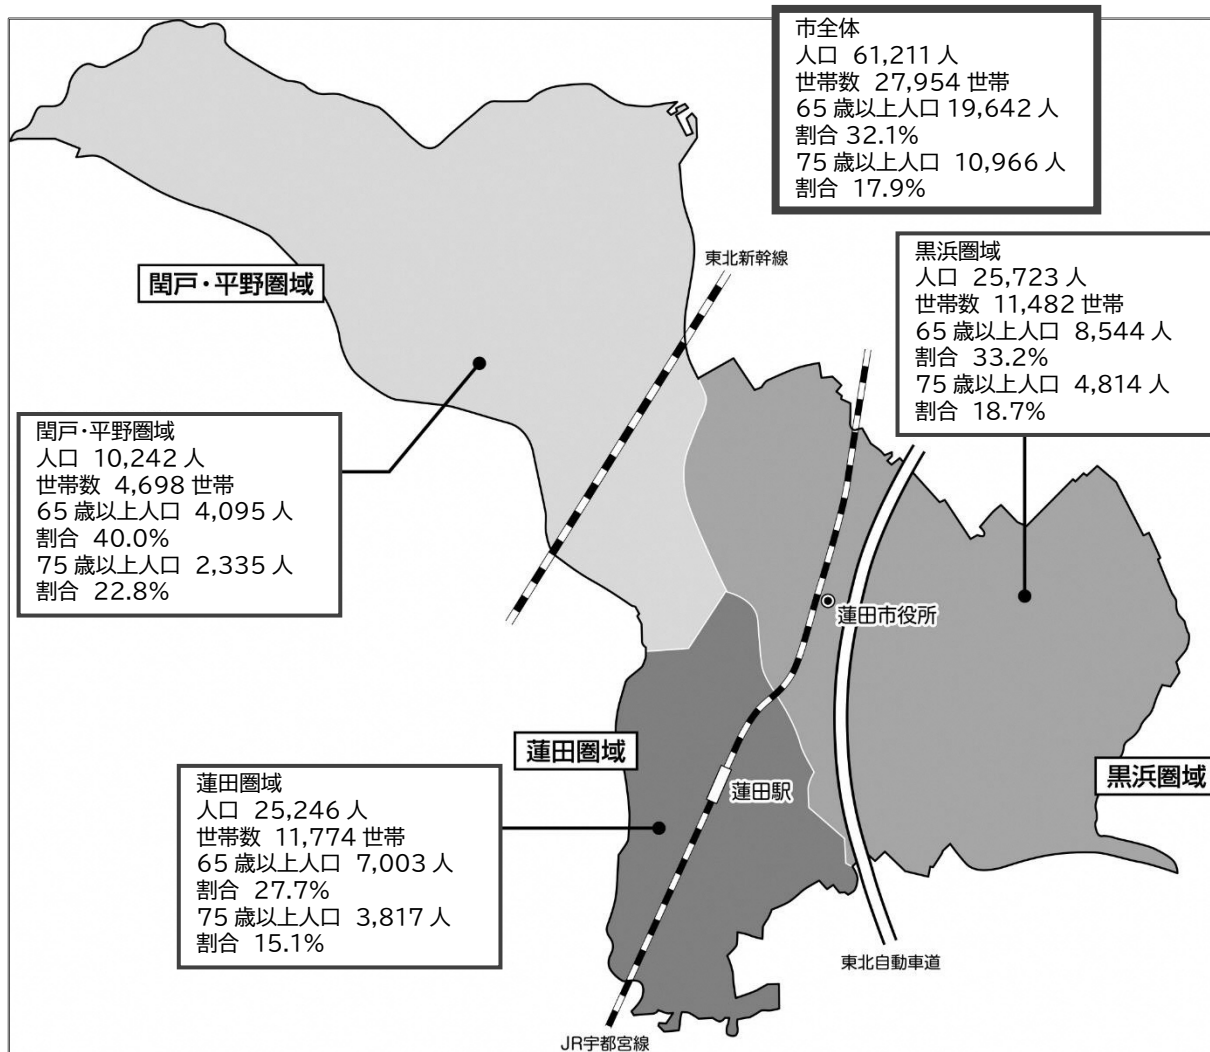 市全体
人口 61,211 人
世帯数 27,954 世帯
65 歳以上人口 19,642 人
割合 32.1%
75 歳以上人口 10,966 人
割合 17.9%
東北新幹線
黒浜圏域
人口 25,723 人
世帯数 11,482 世帯
65 歳以上人口 8,544 人
割合 33.2%
75 歳以上人口 4,814 人
割合 18.7%
閏戸・平野圏域
閏戸・平野圏域
人口 10,242 人
世帯数 4,698 世帯
65 歳以上人口 4,095 人
割合 40.0%
75 歳以上人口 2,335 人
割合 22.8%
蓮田市役所
蓮田圏域
黒浜圏域
蓮田駅
蓮田圏域
人口 25,246 人
世帯数 11,774 世帯
65 歳以上人口 7,003 人
割合 27.7%
75 歳以上人口 3,817 人
割合 15.1%
東北自動車道
JR宇都宮線